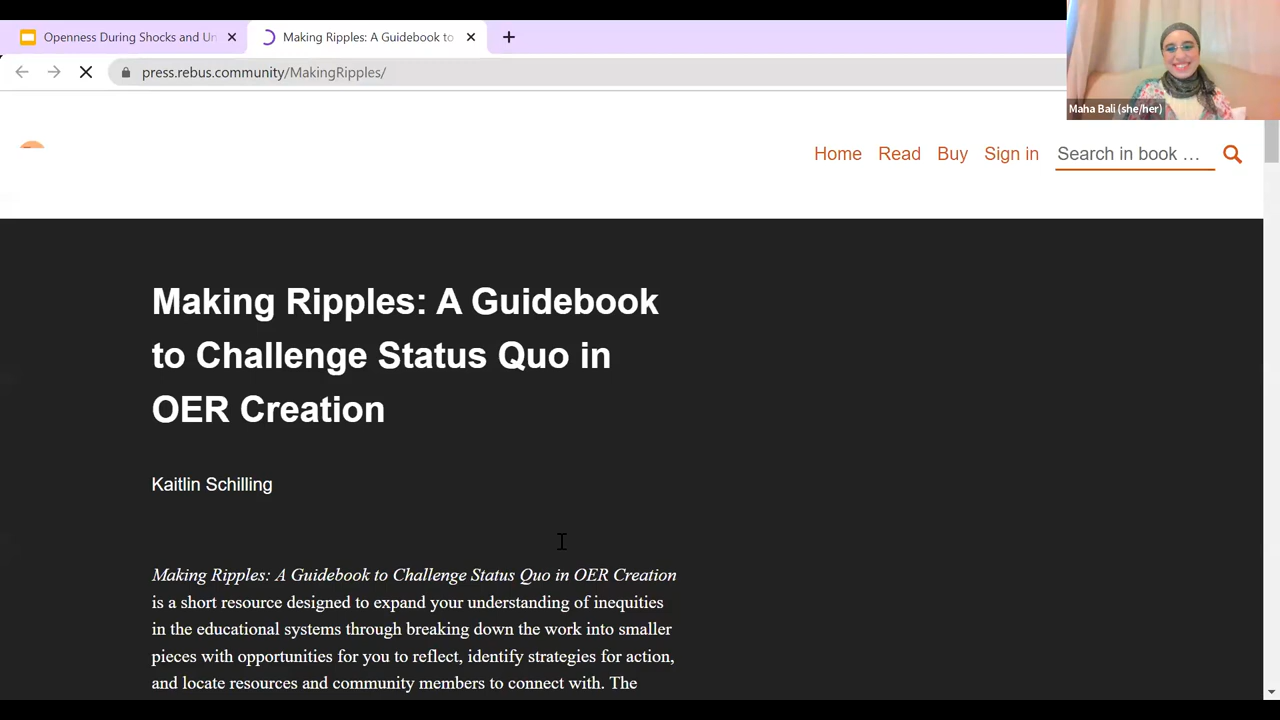 Openness During Shocks and Un
Making Ripples: A Guidebook to
press.rebus.community/MakingRipples/
Maha Bali (she/her)
Home Read Buy Sign in Search in book …
Making Ripples: A Guidebook
to Challenge Status Quo in
OER Creation
Kaitlin Schilling
Making Ripples: A Guidebook to Challenge Status Quo in OER Creation
is a short resource designed to expand your understanding of inequities
in the educational systems through breaking down the work into smaller
pieces with opportunities for you to reflect, identify strategies for action,
and locate resources and community members to connect with. The